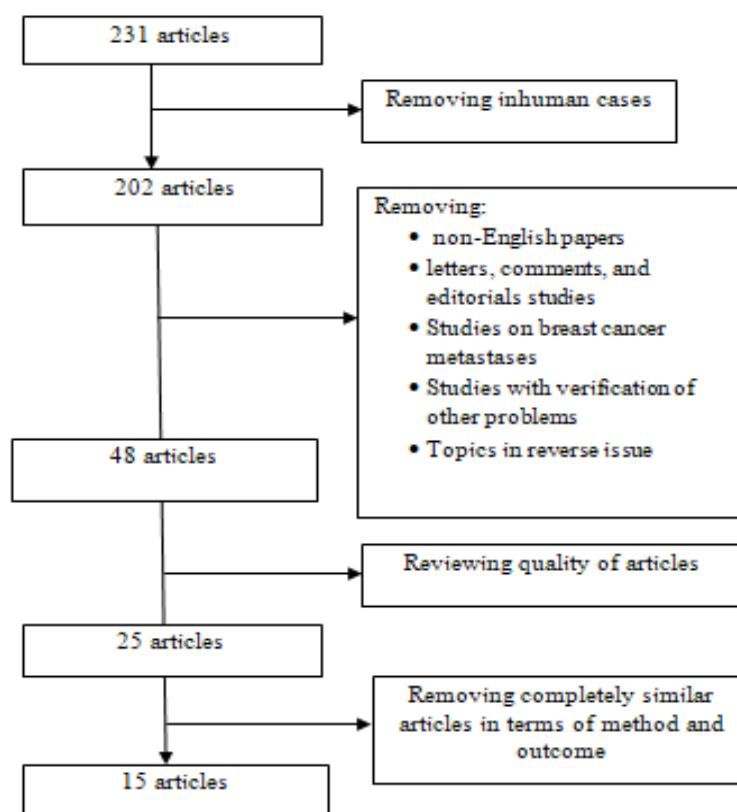 231 articles
Removing inhuman cases
202 articles
Removing:
• non-English papers
• letters, comments, and
editorials studies
• Studies on breast cancer
metastases
• Studies with verification of
other problems
• Topics in reverse issue
48 articles
Reviewing quality of articles
25 articles
Removing completely similar
articles in terms of method and
outcome
15 articles